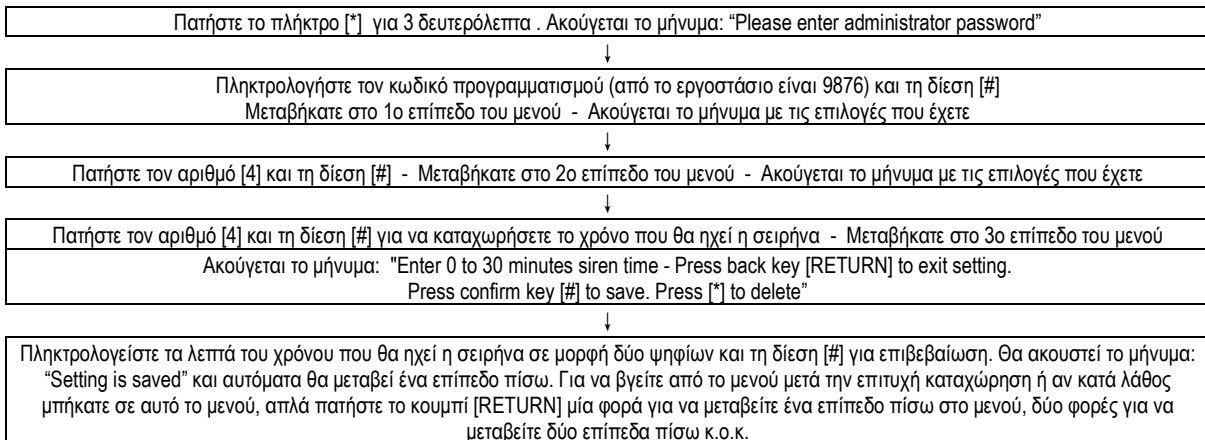 Πατήστε το πλήκτρο [*] για 3 δευτερόλεπτα . Ακούγεται το μήνυμα: “Please enter administrator password”
↓
Πληκτρολογήστε τον κωδικό προγραμματισμού (από το εργοστάσιο είναι 9876) και τη δίεση [#]
Μεταβήκατε στο 1ο επίπεδο του μενού - Ακούγεται το μήνυμα με τις επιλογές που έχετε
↓
Πατήστε τον αριθμό [4] και τη δίεση [#] - Μεταβήκατε στο 2ο επίπεδο του μενού - Ακούγεται το μήνυμα με τις επιλογές που έχετε
↓
Πατήστε τον αριθμό [4] και τη δίεση [#] για να καταχωρήσετε το χρόνο που θα ηχεί η σειρήνα - Μεταβήκατε στο 3ο επίπεδο του μενού
Ακούγεται το μήνυμα: "Enter 0 to 30 minutes siren time - Press back key [RETURN] to exit setting.
Press confirm key [#] to save. Press [*] to delete”
↓
Πληκτρολογείστε τα λεπτά του χρόνου που θα ηχεί η σειρήνα σε μορφή δύο ψηφίων και τη δίεση [#] για επιβεβαίωση. Θα ακουστεί το μήνυμα:
“Setting is saved” και αυτόματα θα μεταβεί ένα επίπεδο πίσω. Για να βγείτε από το μενού μετά την επιτυχή καταχώρηση ή αν κατά λάθος
μπήκατε σε αυτό το μενού, απλά πατήστε το κουμπί [RETURN] μία φορά για να μεταβείτε ένα επίπεδο πίσω στο μενού, δύο φορές για να
μεταβείτε δύο επίπεδα πίσω κ.ο.κ.